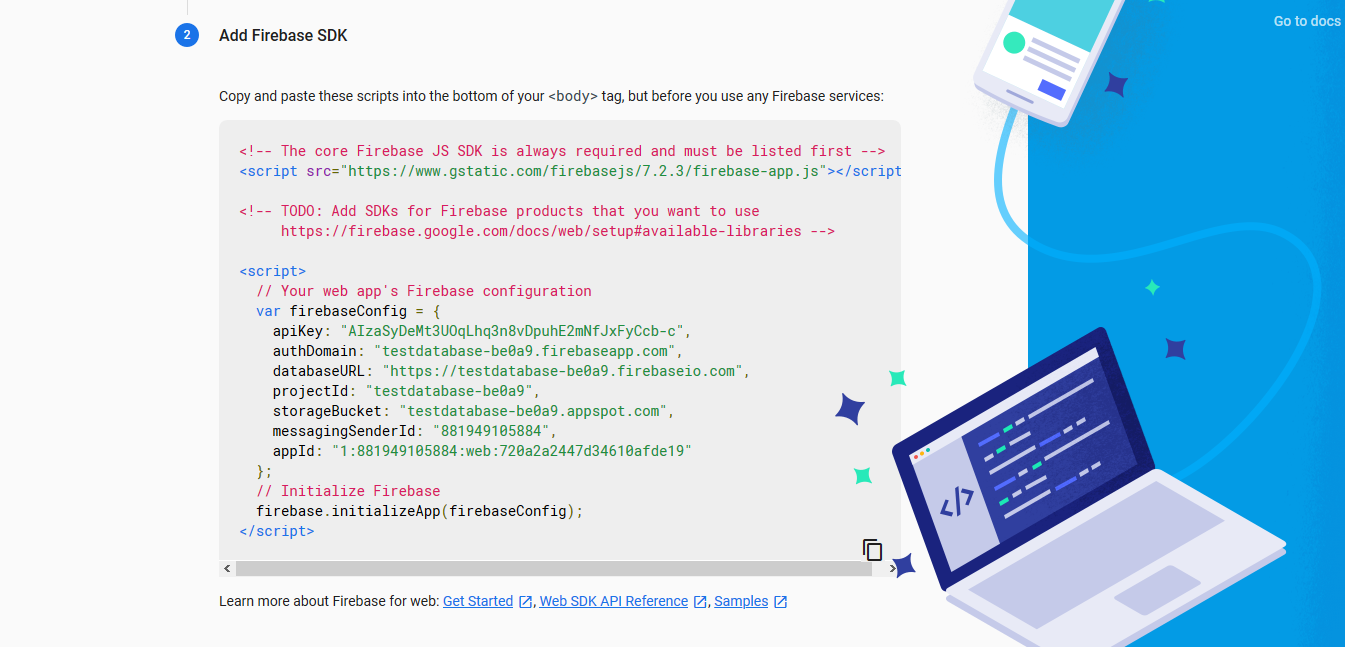 Go to docs
2 Add Firebase SDK
Copy and paste these scripts into the bottom of your <body> tag, but before you use any Firebase services:
<!-- The core Firebase JS SDK is always required and must be listed first -->
<script src="https://www.gstatic.com/firebasejs/7.2.3/firebase-app.js"></script
<!-- TODO: Add SDKs for Firebase products that you want to use
https://firebase.google.com/docs/web/setup#available-libraries -->
<script>
// Your web app's Firebase configuration
var firebaseConfig = {
apiKey: "AIzaSyDeMt3UOqLhq3n8vDpuhE2mNfJxFyCcb-c",
authDomain: "testdatabase-be0a9.firebaseapp.com",
databaseURL: "https://testdatabase-be0a9.firebaseio.com",
projectId: "testdatabase-be0a9",
storageBucket: "testdatabase-be0a9.appspot.com",
messagingSenderId: "881949105884",
appId: "1:881949105884:web:720a2a2447d34610afde19"
};
// Initialize Firebase
firebase.initializeApp(firebaseConfig);
</script>
Learn more about Firebase for web: Get Started, Web SDK API Reference, Samples